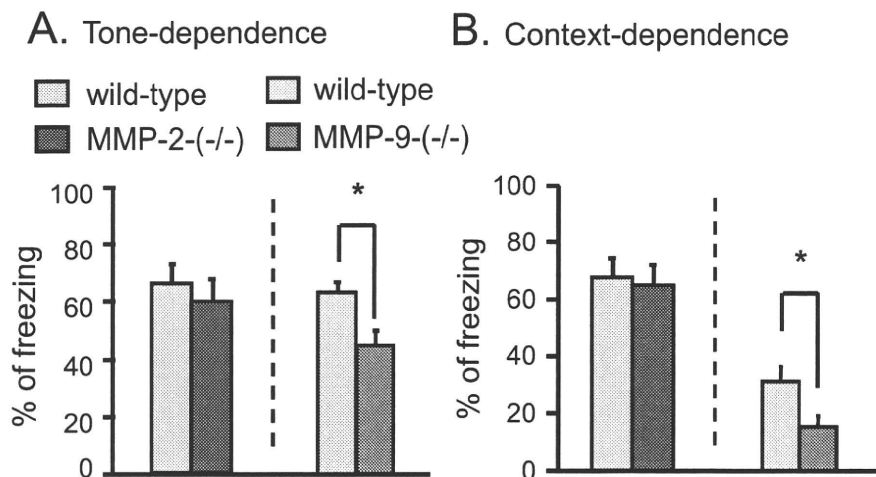 A. Tone-dependence
B. Context-dependence
wild-type
wild-type
MMP-2-(-/-)
MMP-9-(-/-)
% of freezing
100
80
60
40
20
0
*
% of freezing
100
80
60
40
20
0
*